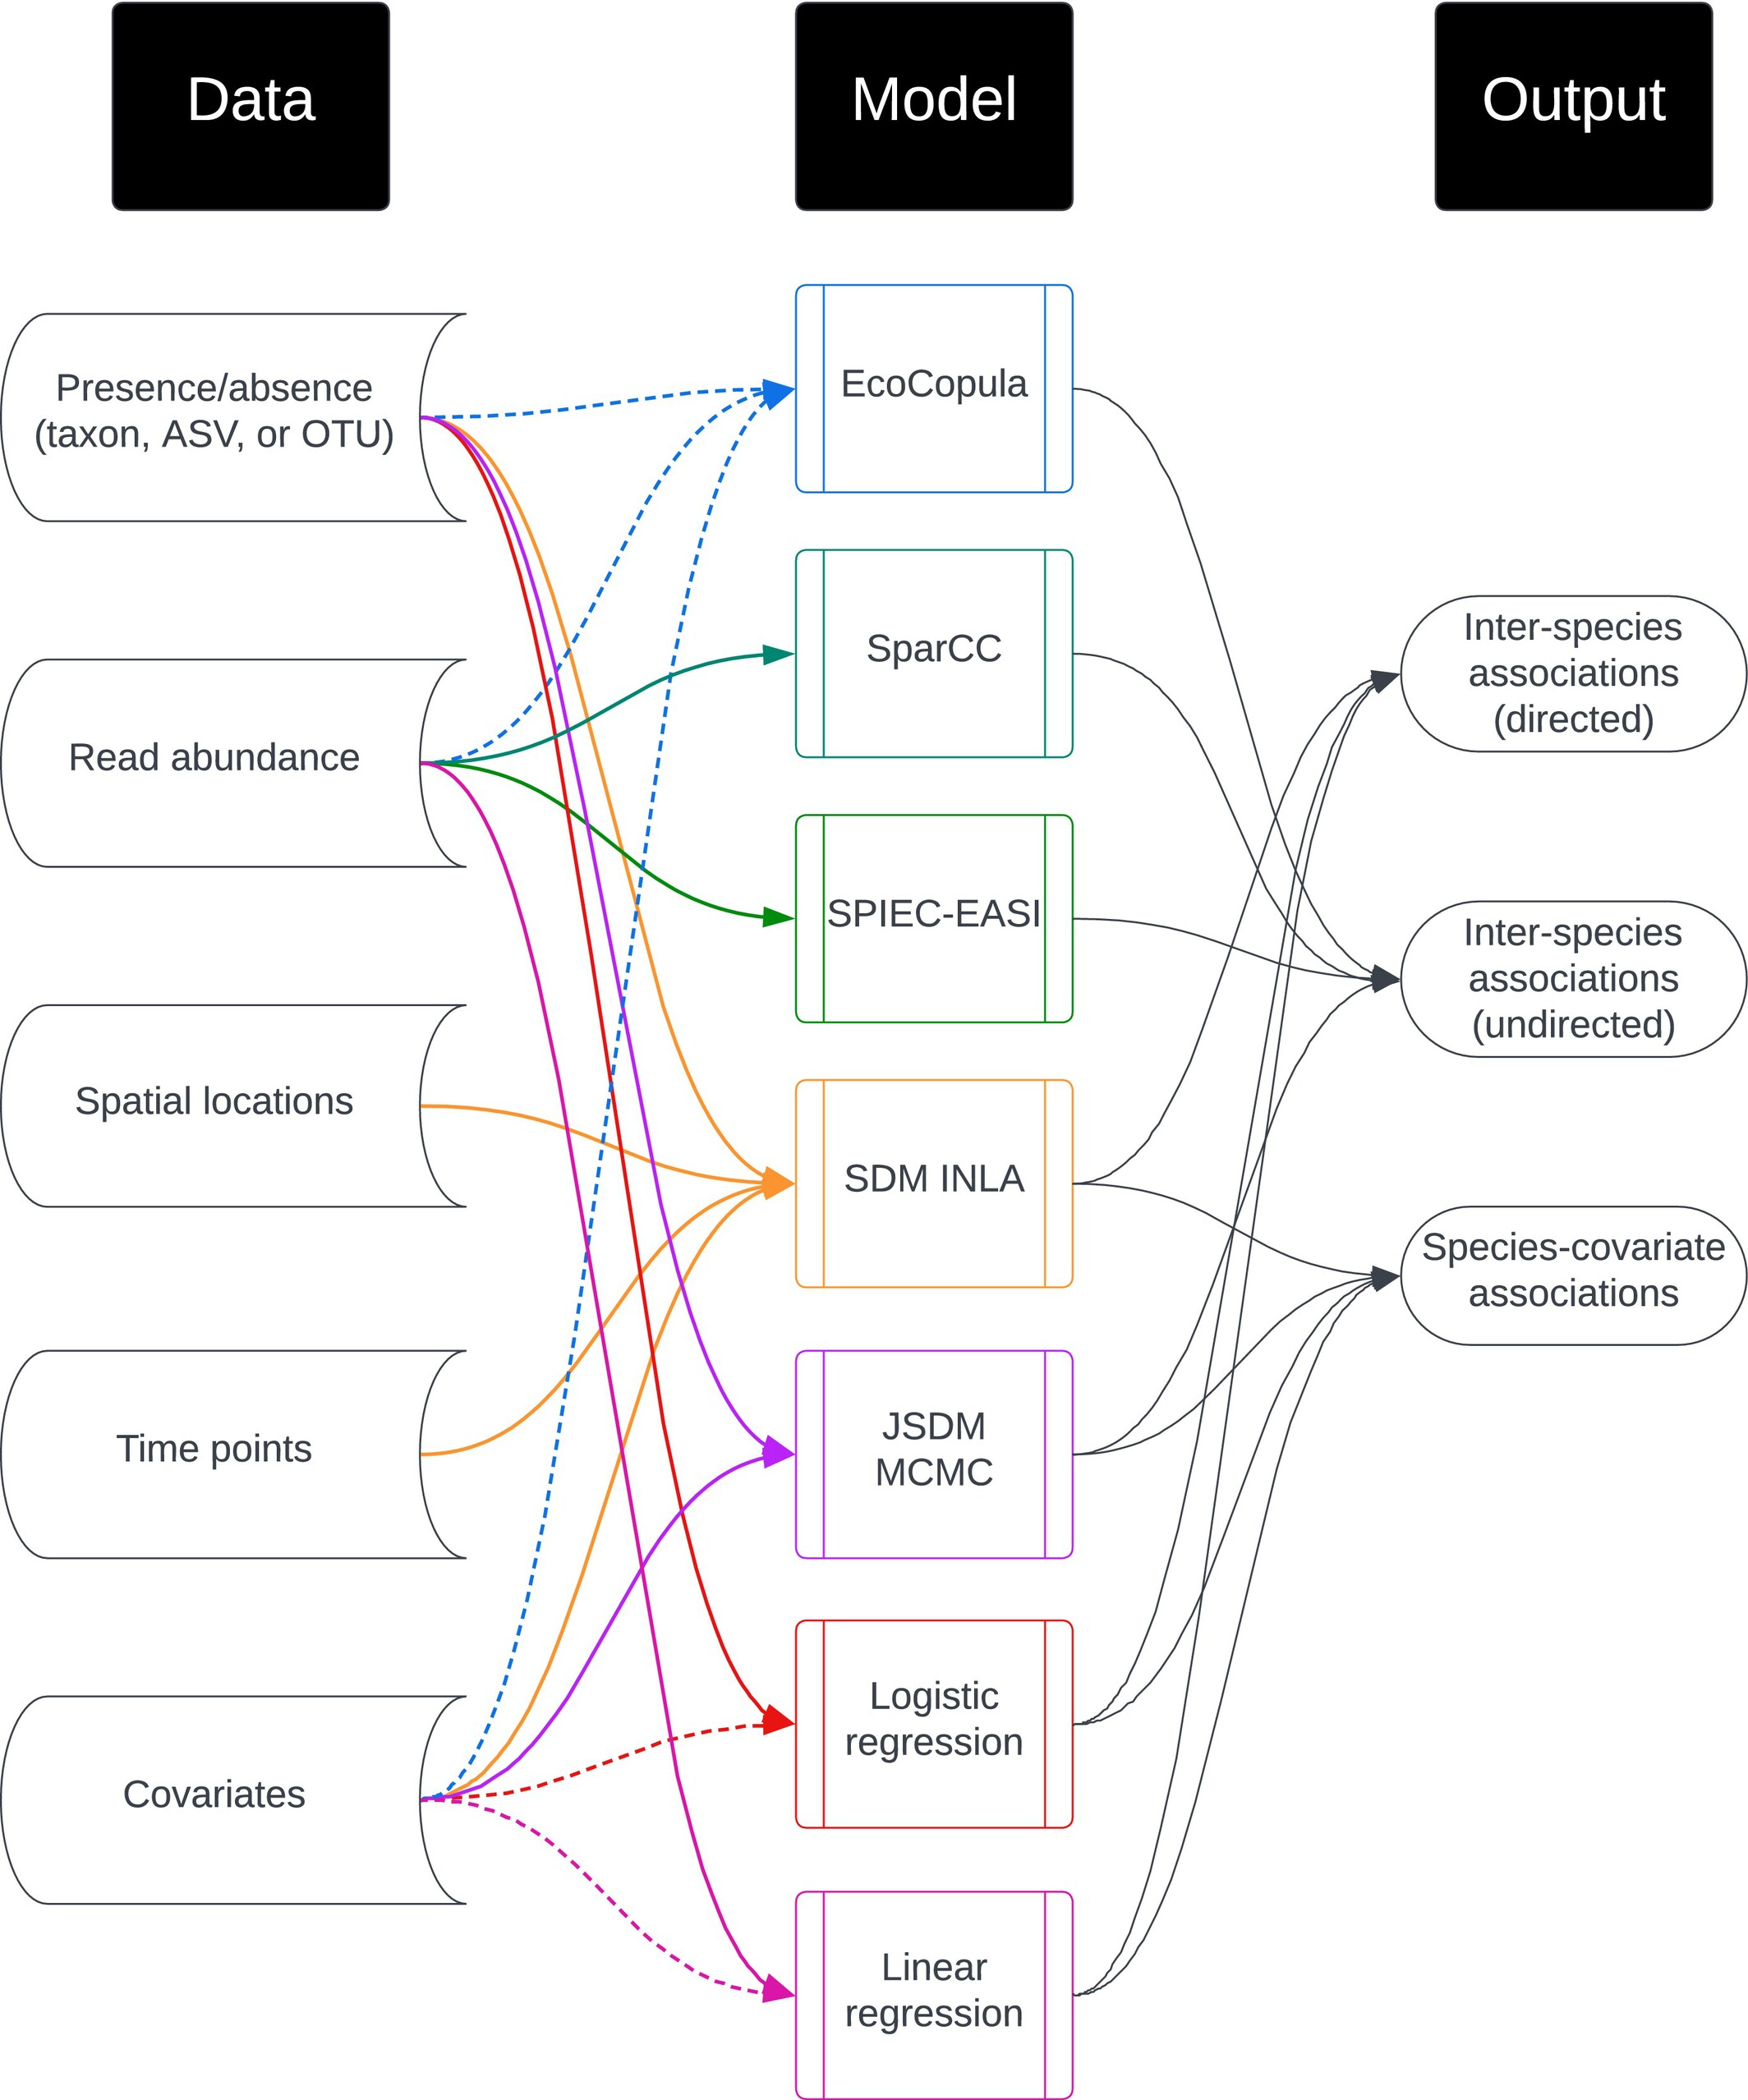 Data
Model
Output
Presence/absence
(taxon, ASV, or OTU)
Read abundance
Spatial locations
Time points
Covariates
EcoCopula
SparCC
SPIEC-EASI
SDM INLA
JSDM
MCMC
Logistic
regression
Linear
regression
Inter-species
associations
(directed)
Inter-species
associations
(undirected)
Species-covariate
associations